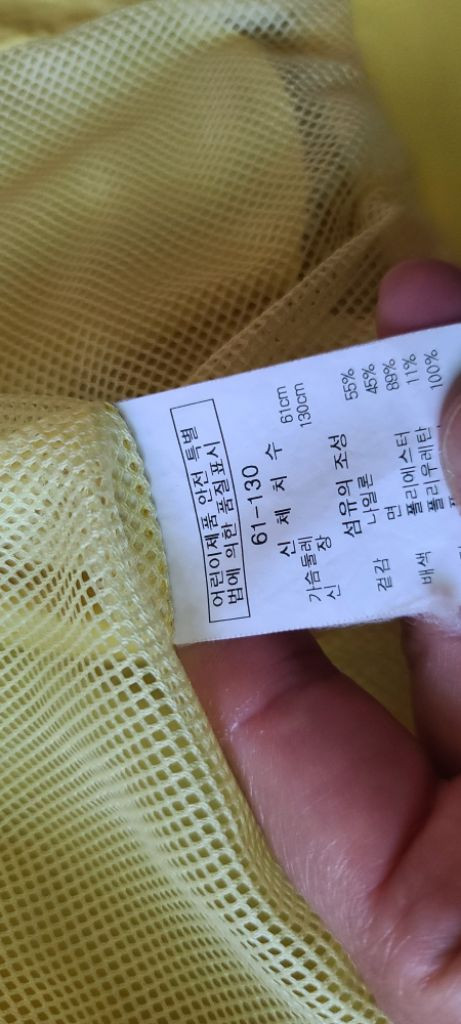 어린이제품 안전 특별
법에 의한 품질표시
61-130
신 체 치 수
가슴둘레 61cm
신 장 130cm
섬유의 조성
겉감 나일론 55%
면 45%
배색 폴리에스터 89%
폴리우레탄 11%
100%